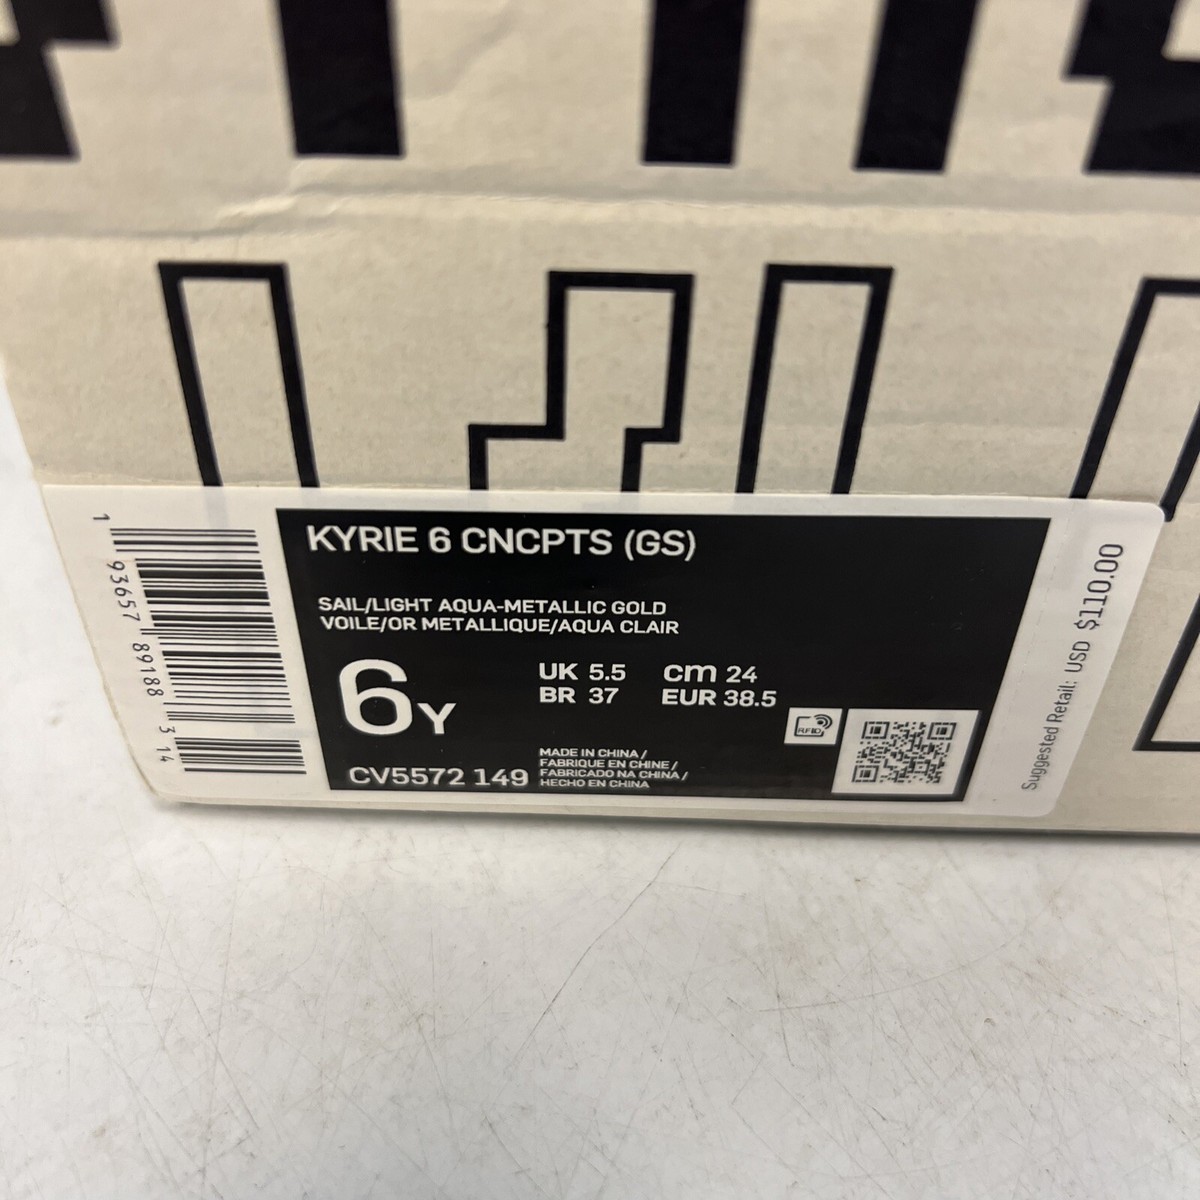 KYRIE 6 CNCPTS (GS)
SAIL/LIGHT AQUA-METALLIC GOLD
VOILE/OR METALLIQUE/AQUA CLAIR
6Y
UK 5.5 cm 24
BR 37 EUR 38.5
RFID
CV5572 149
MADE IN CHINA /
FABRIQUE EN CHINE /
FABRICADO NA CHINA /
HECHO EN CHINA
1 93657 89188 3 14
Suggested Retail: USD $110.00